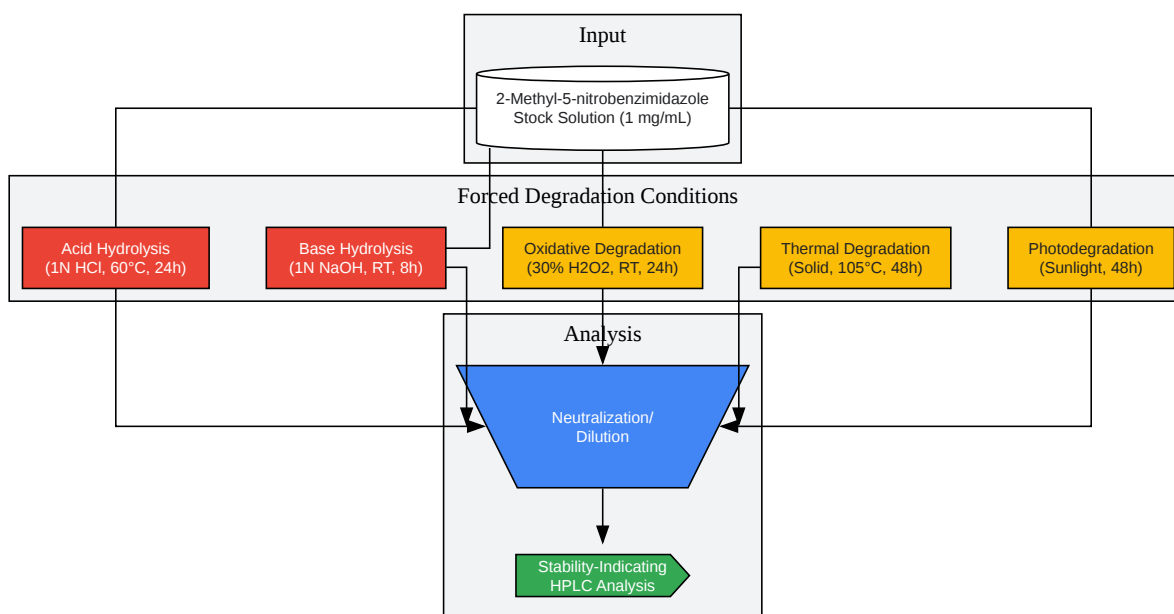 Input
2-Methyl-5-nitrobenzimidazole
Stock Solution (1 mg/mL)
Forced Degradation Conditions
Acid Hydrolysis
(1N HCl, 60°C, 24h)
Base Hydrolysis
(1N NaOH, RT, 8h)
Oxidative Degradation
(30% H2O2, RT, 24h)
Thermal Degradation
(Solid, 105°C, 48h)
Photodegradation
(Sunlight, 48h)
Analysis
Neutralization/
Dilution
Stability-Indicating
HPLC Analysis